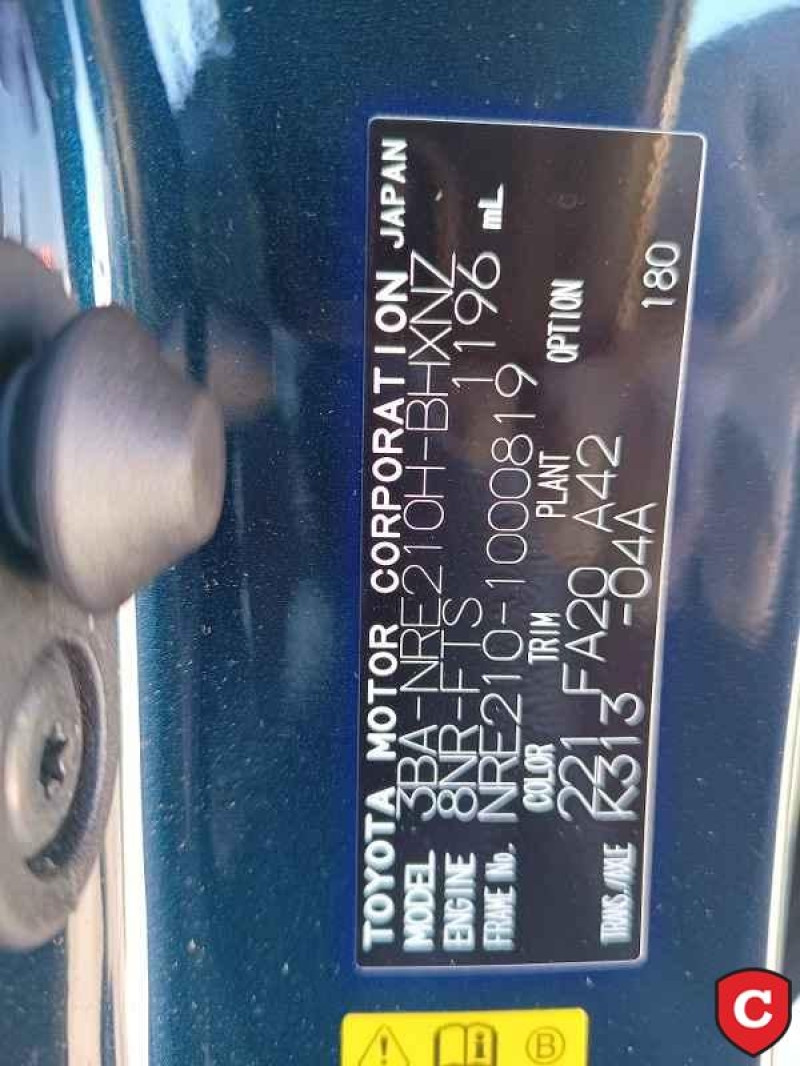 TOYOTA MOTOR CORPORATION JAPAN
MODEL 3BA-NRE210H-BHXNZ
ENGINE 8NR-FTS 1196 mL
FRAME No. NRE210-1000819
COLOR TRIM PLANT OPTION
221 FA20 A42
TRANS./AXLE K313 -04A 180
B
C